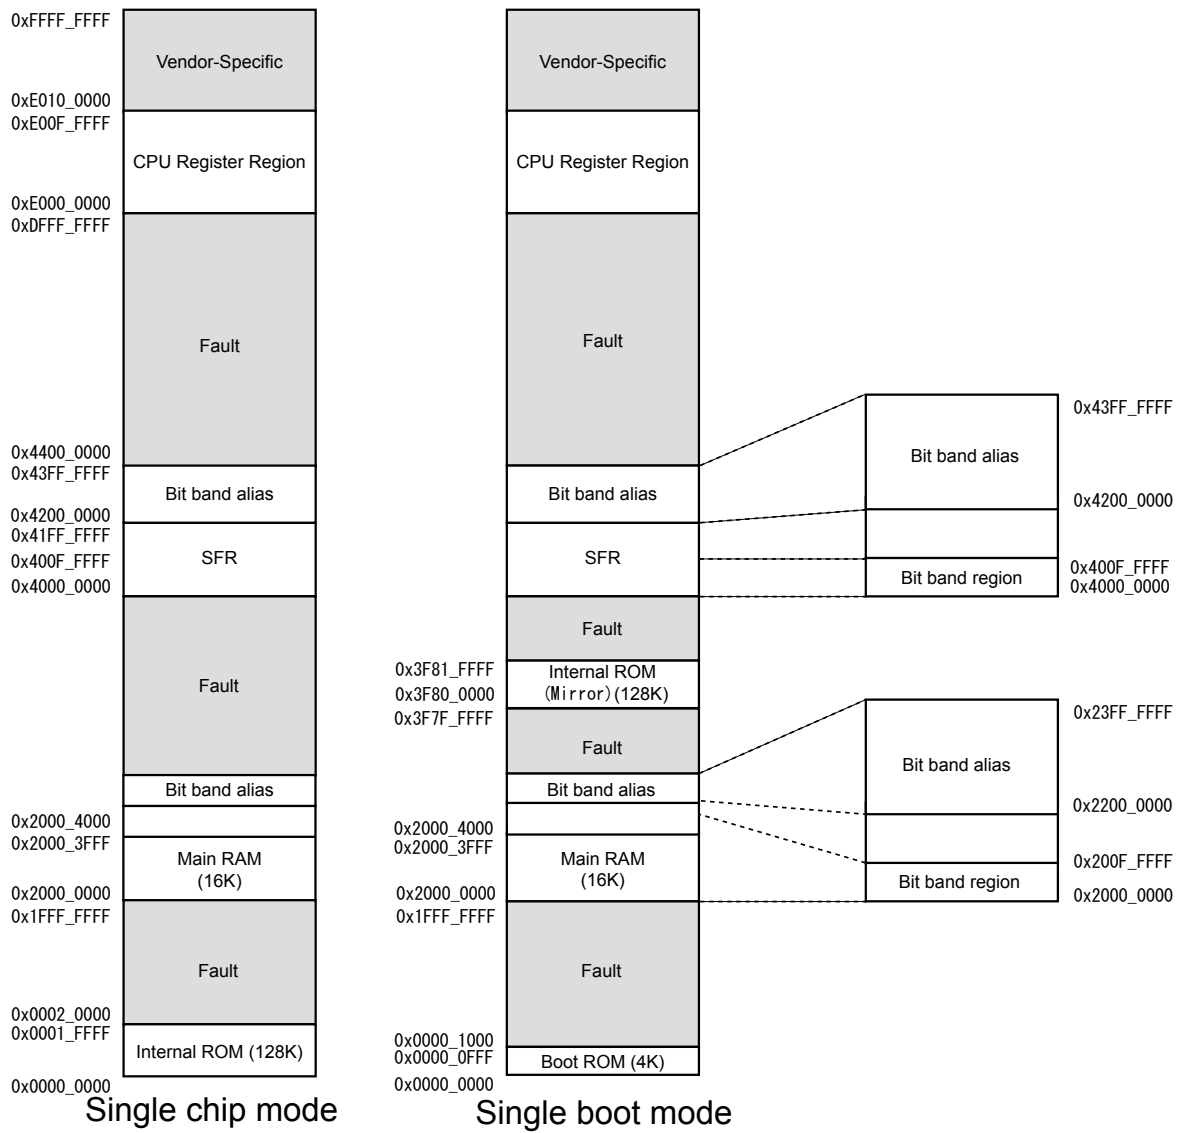 0xFFFF_FFFF
Vendor-Specific
0xE010_0000
0xE00F_FFFF
CPU Register Region
0xE000_0000
0xDFFF_FFFF
Fault
0x4400_0000
0x43FF_FFFF
Bit band alias
0x4200_0000
0x41FF_FFFF
0x400F_FFFF
SFR
0x4000_0000
Fault
Bit band alias
0x2000_4000
0x2000_3FFF
Main RAM
(16K)
0x2000_0000
0x1FFF_FFFF
Fault
0x0002_0000
0x0001_FFFF
Internal ROM (128K)
0x0000_0000
Single chip mode
Vendor-Specific
CPU Register Region
Fault
Bit band alias
SFR
Fault
0x3F81_FFFF
Internal ROM
(Mirror)(128K)
0x3F80_0000
0x3F7F_FFFF
Fault
Bit band alias
0x2000_4000
0x2000_3FFF
Main RAM
(16K)
0x2000_0000
0x1FFF_FFFF
Fault
0x0000_1000
0x0000_0FFF
Boot ROM (4K)
0x0000_0000
Single boot mode
0x43FF_FFFF
Bit band alias
0x4200_0000
0x400F_FFFF
Bit band region
0x4000_0000
0x23FF_FFFF
Bit band alias
0x2200_0000
0x200F_FFFF
Bit band region
0x2000_0000